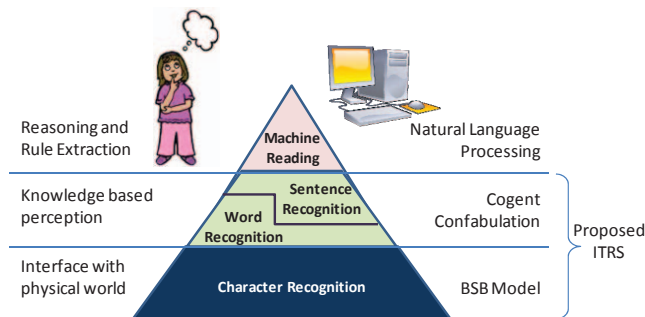 Reasoning and
Rule Extraction
Machine
Reading
Natural Language
Processing
Knowledge based
perception
Sentence
Recognition
Word
Recognition
Cogent
Confabulation
Proposed
ITRS
Interface with
physical world
Character Recognition
BSB Model